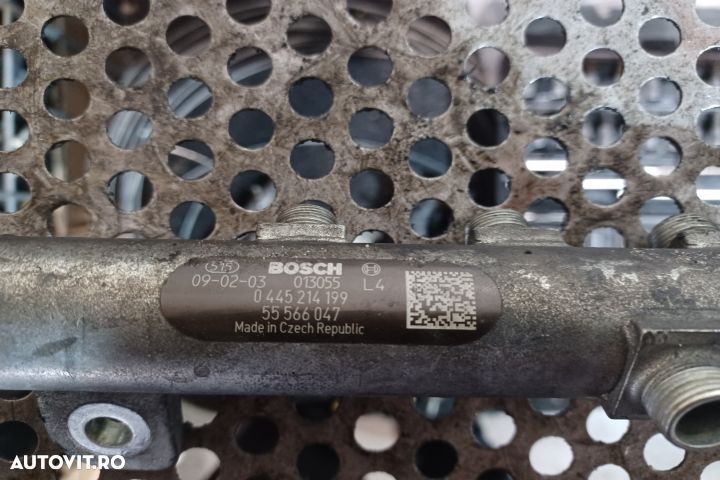 515 BOSCH
09-02-03 013055 L4
0 445 214 199
55 566 047
Made in Czech Republic
AUTOVIT.RO